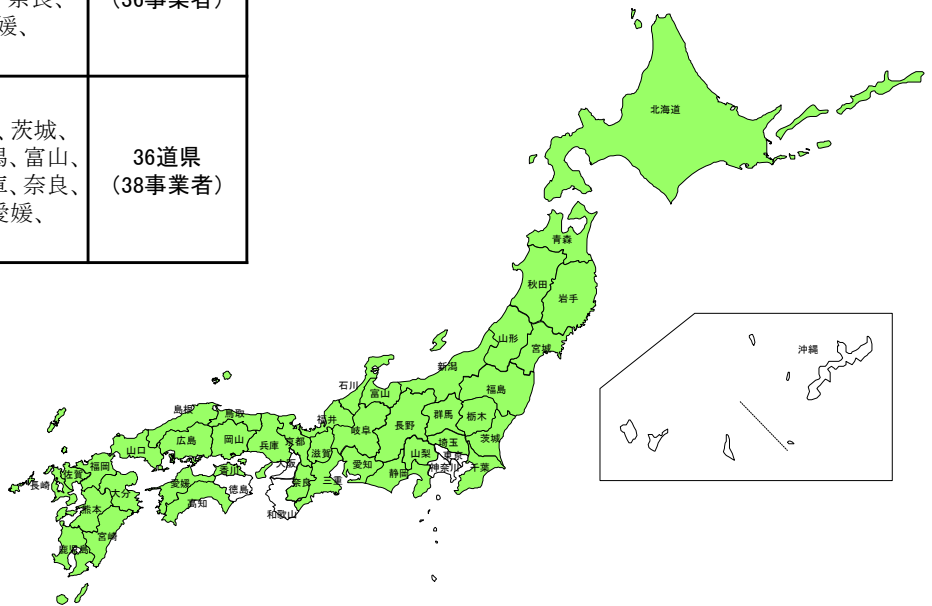 奈良、
(36事業者)
媛、
、茨城、
潟、富山、
庫、奈良、
愛媛、
36道県
(38事業者)
北海道
青森
秋田
岩手
山形
宮城
沖縄
新潟
福島
石川
富山
群馬
栃木
島根
鳥取
福井
岐阜
長野
茨城
広島
岡山
兵庫
京都
滋賀
埼玉
東京
山口
愛知
山梨
大阪
静岡
神奈川
千葉
福岡
香川
佐賀
奈良
三重
愛媛
長崎
大分
徳島
高知
熊本
和歌山
宮崎
鹿児島